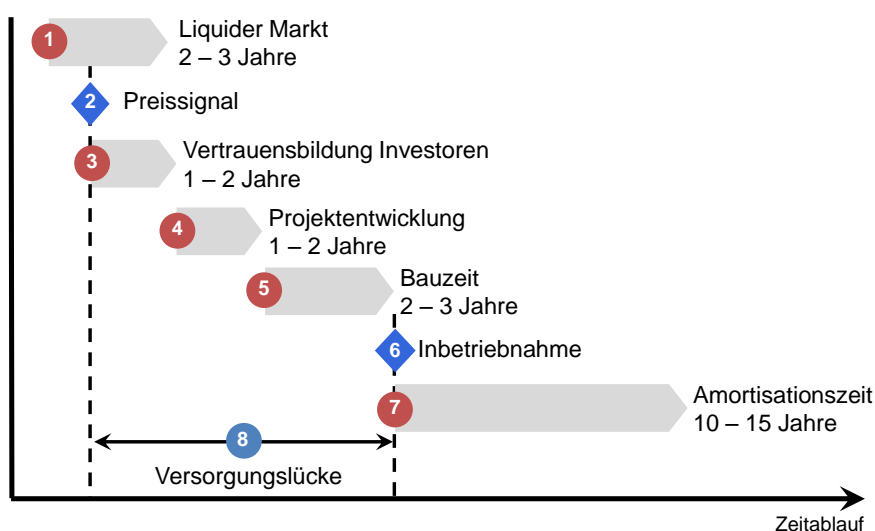 1
Liquider Markt
2 – 3 Jahre
2
Preissignal
3
Vertrauensbildung Investoren
1 – 2 Jahre
4
Projektentwicklung
1 – 2 Jahre
5
Bauzeit
2 – 3 Jahre
6
Inbetriebnahme
7
Amortisationszeit
10 – 15 Jahre
8
Versorgungslücke
Zeitablauf